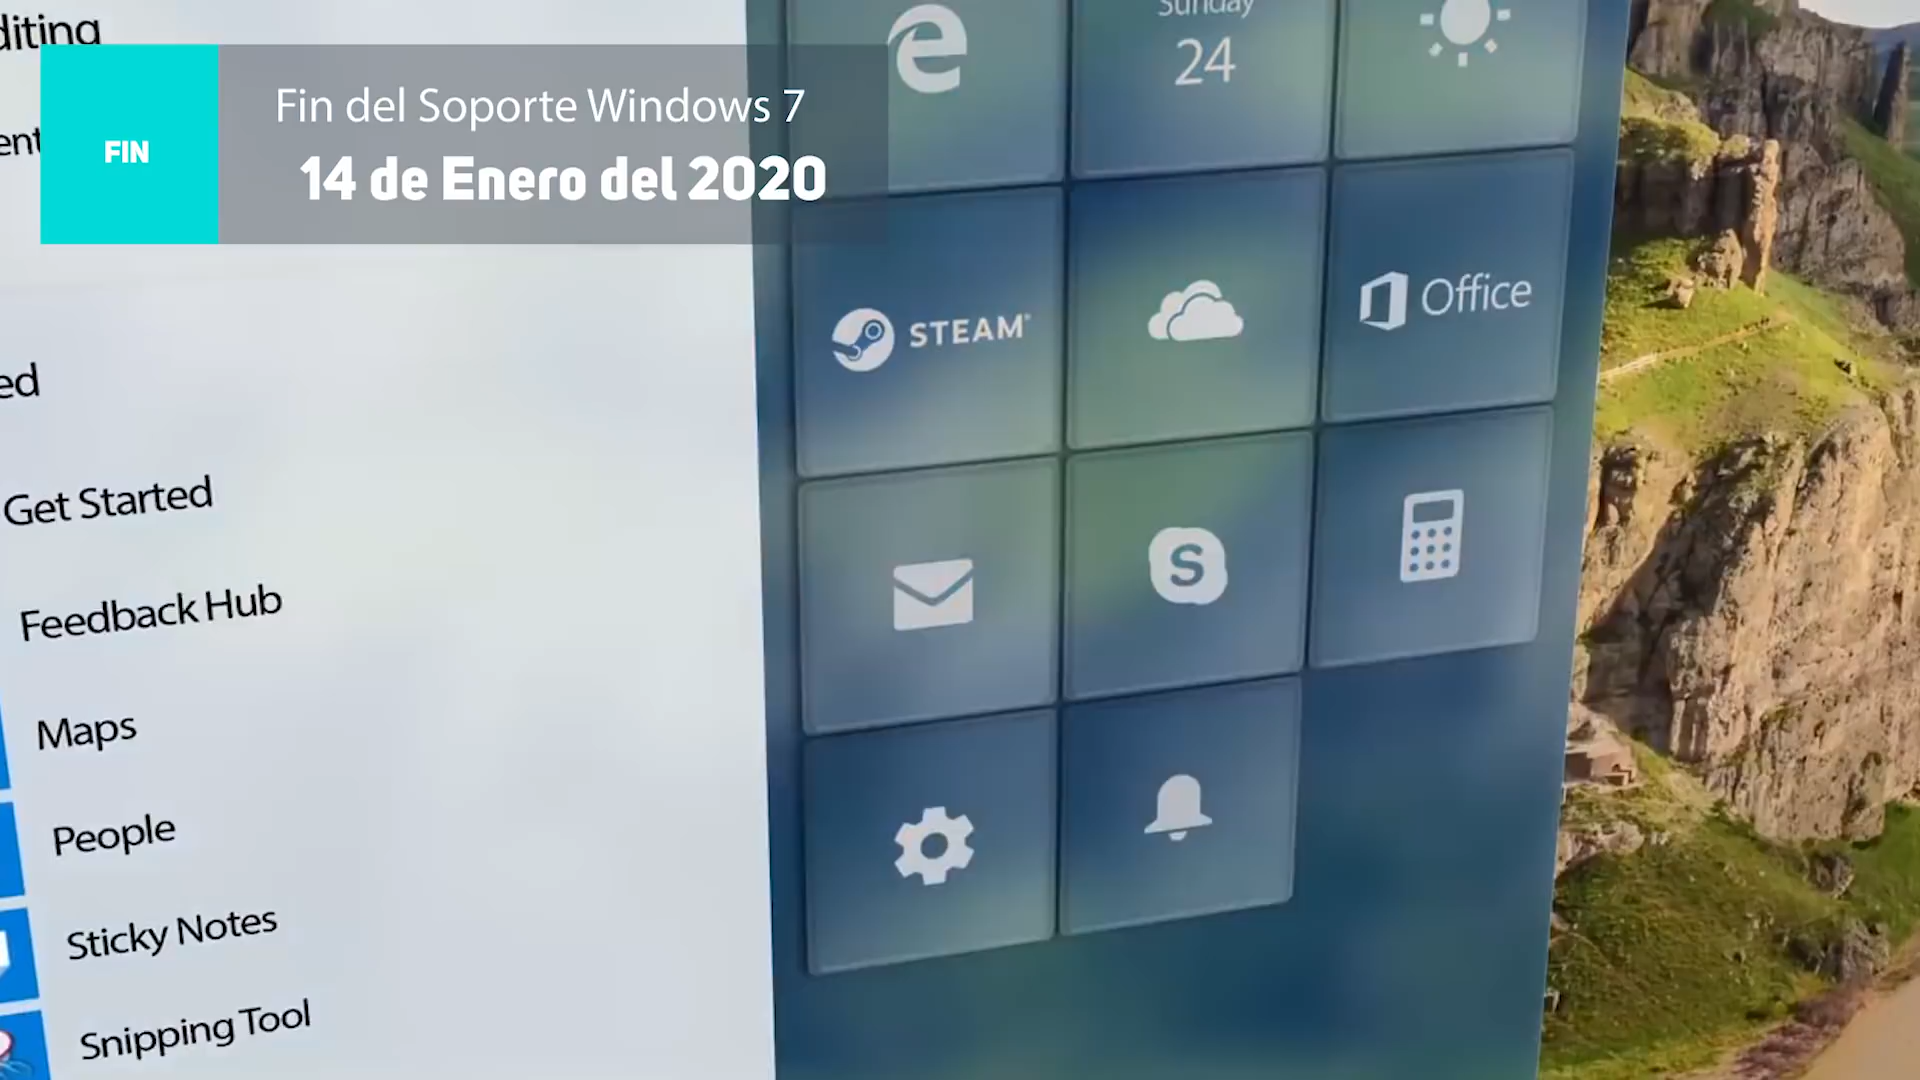 FIN
Fin del Soporte Windows 7
14 de Enero del 2020
Get Started
Feedback Hub
Maps
People
Sticky Notes
Snipping Tool
Sunday
24
STEAM
Office